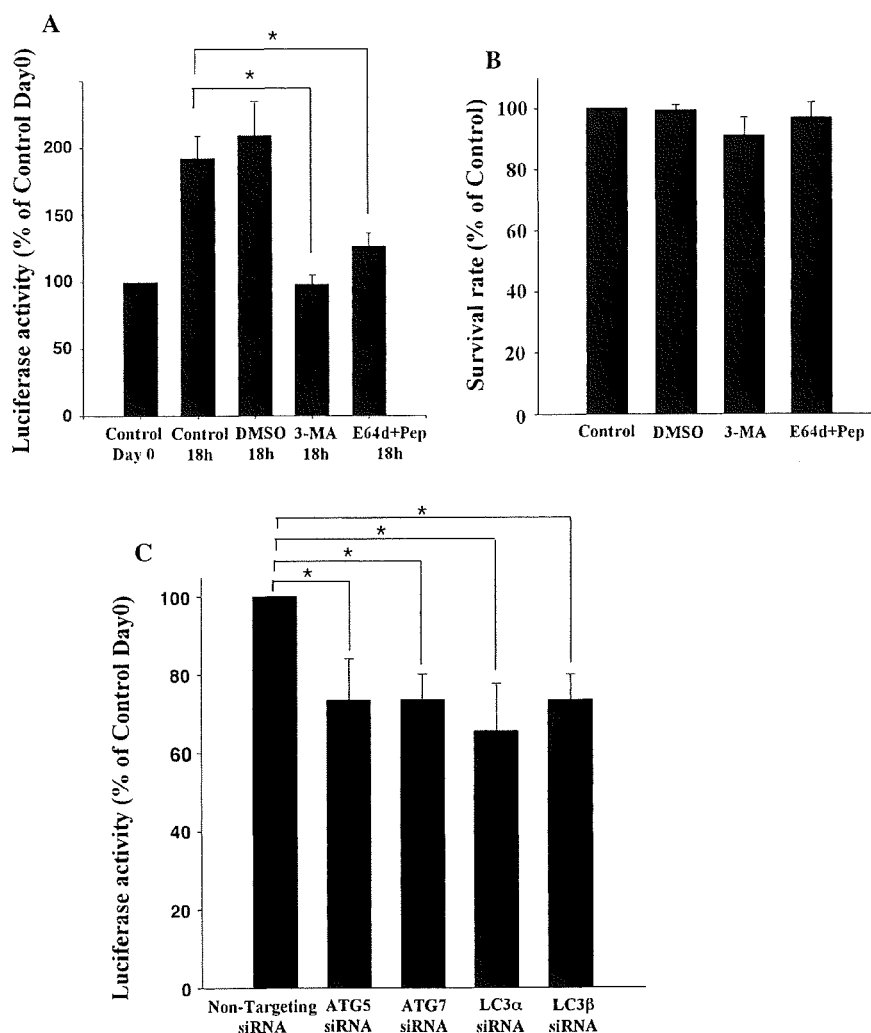 A
*
*
Luciferase activity (% of Control Day0)
200
150
100
50
0
Control Day 0
Control 18h
DMSO 18h
3-MA 18h
E64d+Pep 18h
B
Survival rate (% of Control)
100
80
60
40
20
0
Control
DMSO
3-MA
E64d+Pep
C
*
*
*
*
Luciferase activity (% of Control Day0)
100
80
60
40
20
0
Non-Targeting siRNA
ATG5 siRNA
ATG7 siRNA
LC3α siRNA
LC3β siRNA